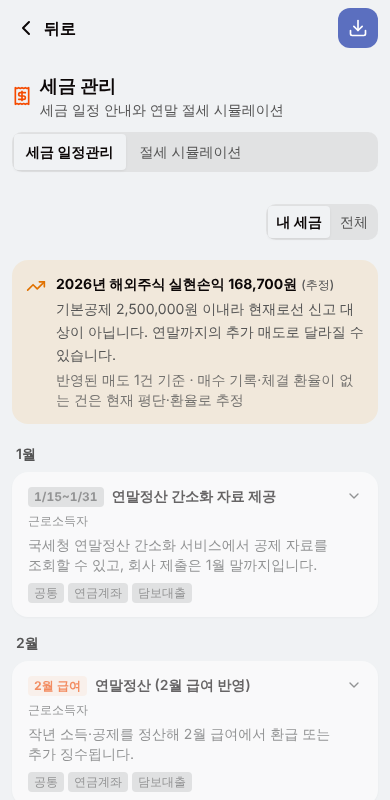 뒤로
세금 관리
세금 일정 안내와 연말 절세 시뮬레이션
세금 일정관리 절세 시뮬레이션
내 세금 전체
2026년 해외주식 실현손익 168,700원 (추정)
기본공제 2,500,000원 이내라 현재로선 신고 대
상이 아닙니다. 연말까지의 추가 매도로 달라질 수
있습니다.
반영된 매도 1건 기준 · 매수 기록·체결 환율이 없
는 건은 현재 평단·환율로 추정
1월
1/15~1/31 연말정산 간소화 자료 제공
근로소득자
국세청 연말정산 간소화 서비스에서 공제 자료를
조회할 수 있고, 회사 제출은 1월 말까지입니다.
공통 연금계좌 담보대출
2월
2월 급여 연말정산 (2월 급여 반영)
근로소득자
작년 소득·공제를 정산해 2월 급여에서 환급 또는
추가 징수됩니다.
공통 연금계좌 담보대출